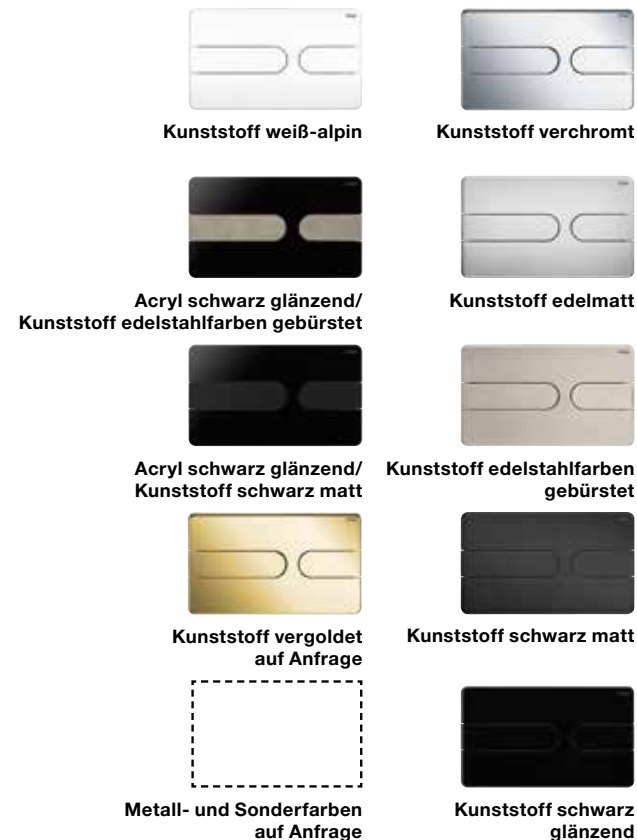 Kunststoff weiß-alpin
Kunststoff verchromt
Acryl schwarz glänzend/
Kunststoff edelstahlfarben gebürstet
Kunststoff edelmatt
Acryl schwarz glänzend/
Kunststoff schwarz matt
Kunststoff edelstahlfarben
gebürstet
Kunststoff vergoldet
auf Anfrage
Kunststoff schwarz matt
Metall- und Sonderfarben
auf Anfrage
Kunststoff schwarz
glänzend